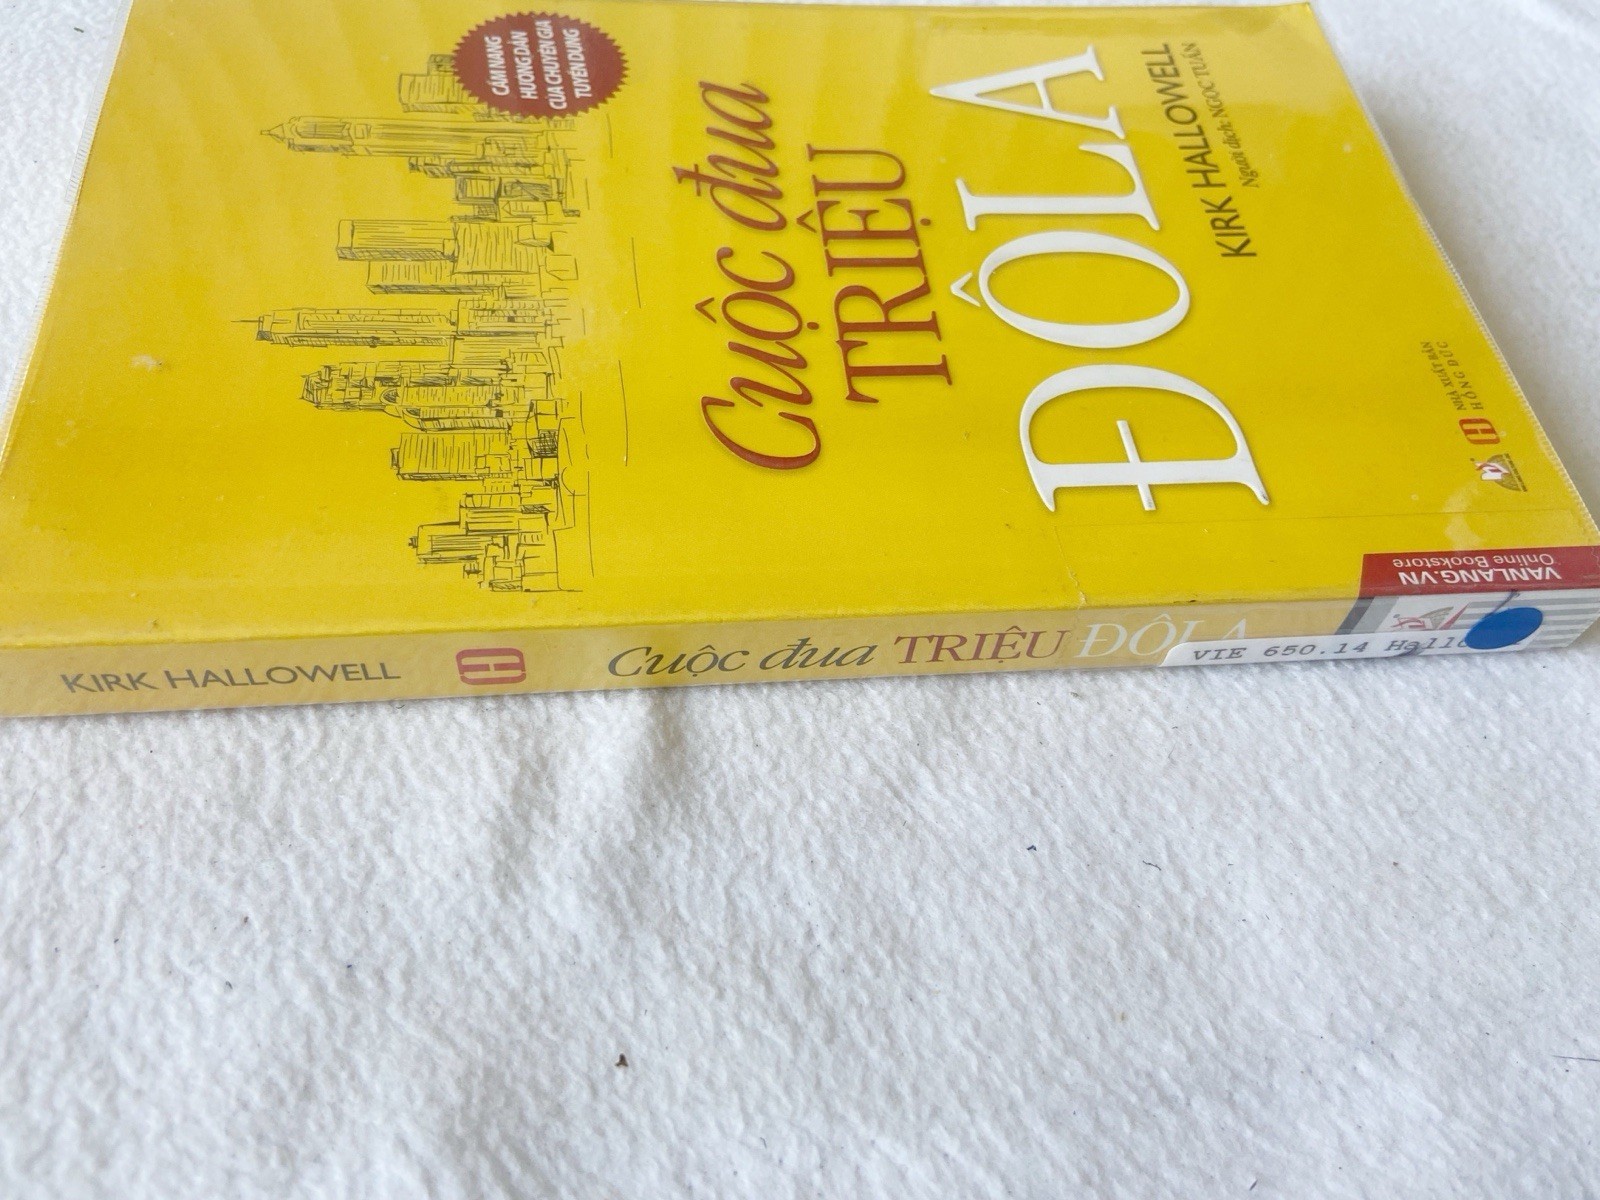 CẨM NANG
HƯỚNG DẪN
CỦA CHUYÊN GIA
TUYỂN DỤNG
Cuộc đua
TRIỆU
ĐÔLA
KIRK HALLOWELL
Người dịch: NGỌC TUẤN
NHÀ XUẤT BẢN
HỒNG ĐỨC
VANLANG.VN
Online Bookstore
KIRK HALLOWELL
Cuộc đua TRIỆU ĐÔLA
VIE 650.14 Hallo